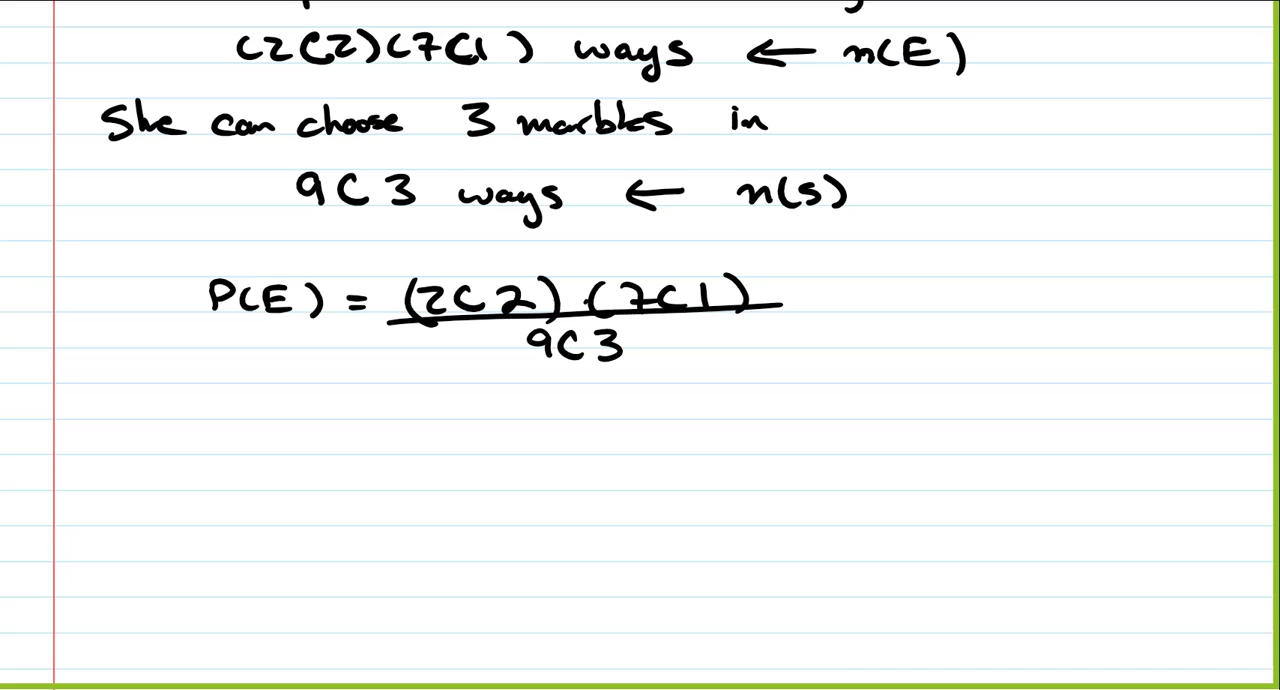 (2C2)(7C1) ways ← n(E)
She can choose 3 marbles in
9C3 ways ← n(s)
P(E) = (2C2)(7C1)
9C3